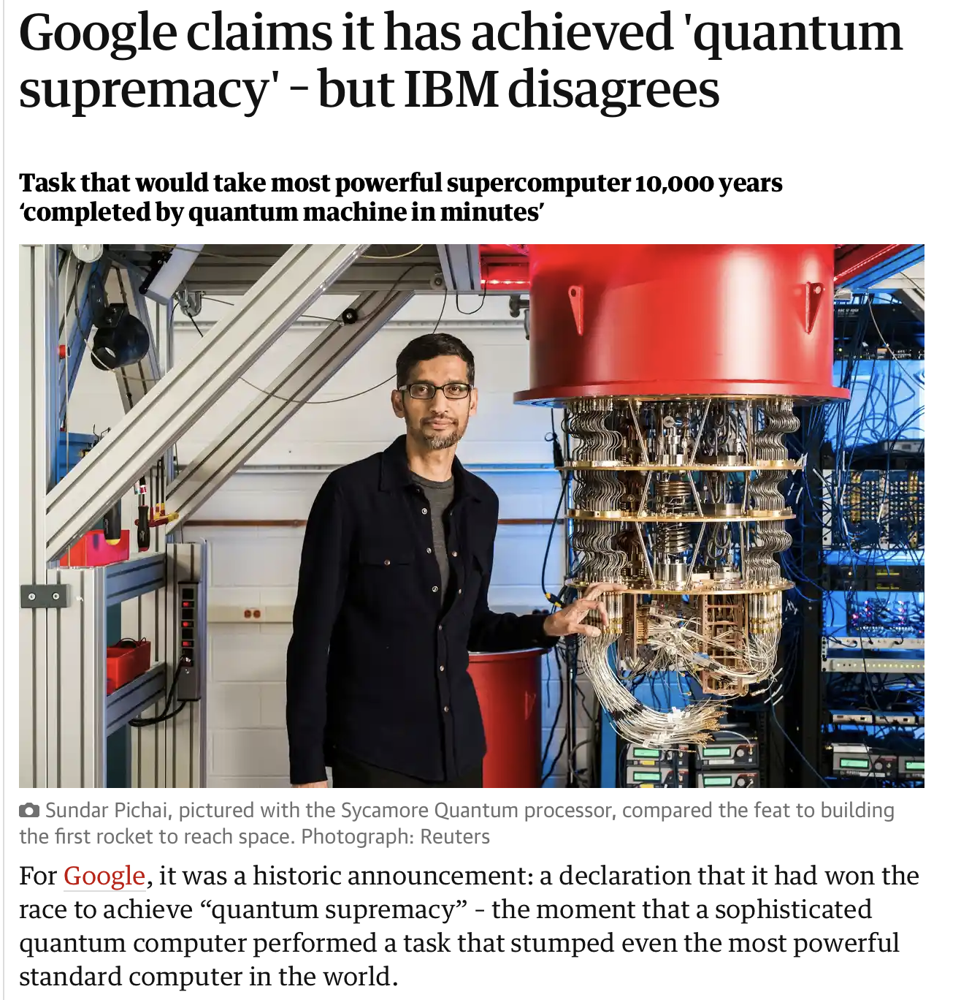 Google claims it has achieved 'quantum
supremacy' – but IBM disagrees
Task that would take most powerful supercomputer 10,000 years
‘completed by quantum machine in minutes’
Sundar Pichai, pictured with the Sycamore Quantum processor, compared the feat to building
the first rocket to reach space. Photograph: Reuters
For Google, it was a historic announcement: a declaration that it had won the
race to achieve “quantum supremacy” – the moment that a sophisticated
quantum computer performed a task that stumped even the most powerful
standard computer in the world.